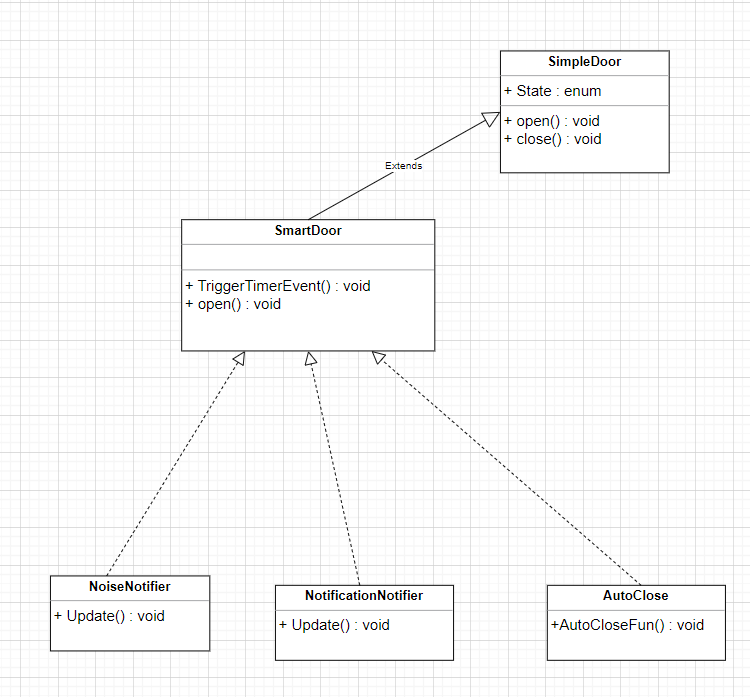 SimpleDoor
+ State : enum
+ open() : void
+ close() : void
Extends
SmartDoor
+ TriggerTimerEvent() : void
+ open() : void
NoiseNotifier
+ Update() : void
NotificationNotifier
+ Update() : void
AutoClose
+AutoCloseFun() : void